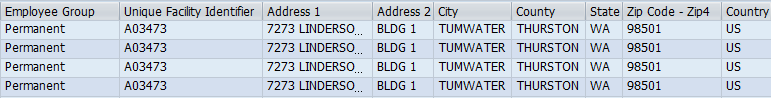 Employee Group Unique Facility Identifier Address 1 Address 2 City County State Zip Code - Zip4 Country
Permanent A03473 7273 LINDERSO... BLDG 1 TUMWATER THURSTON WA 98501 US
Permanent A03473 7273 LINDERSO... BLDG 1 TUMWATER THURSTON WA 98501 US
Permanent A03473 7273 LINDERSO... BLDG 1 TUMWATER THURSTON WA 98501 US
Permanent A03473 7273 LINDERSO... BLDG 1 TUMWATER THURSTON WA 98501 US